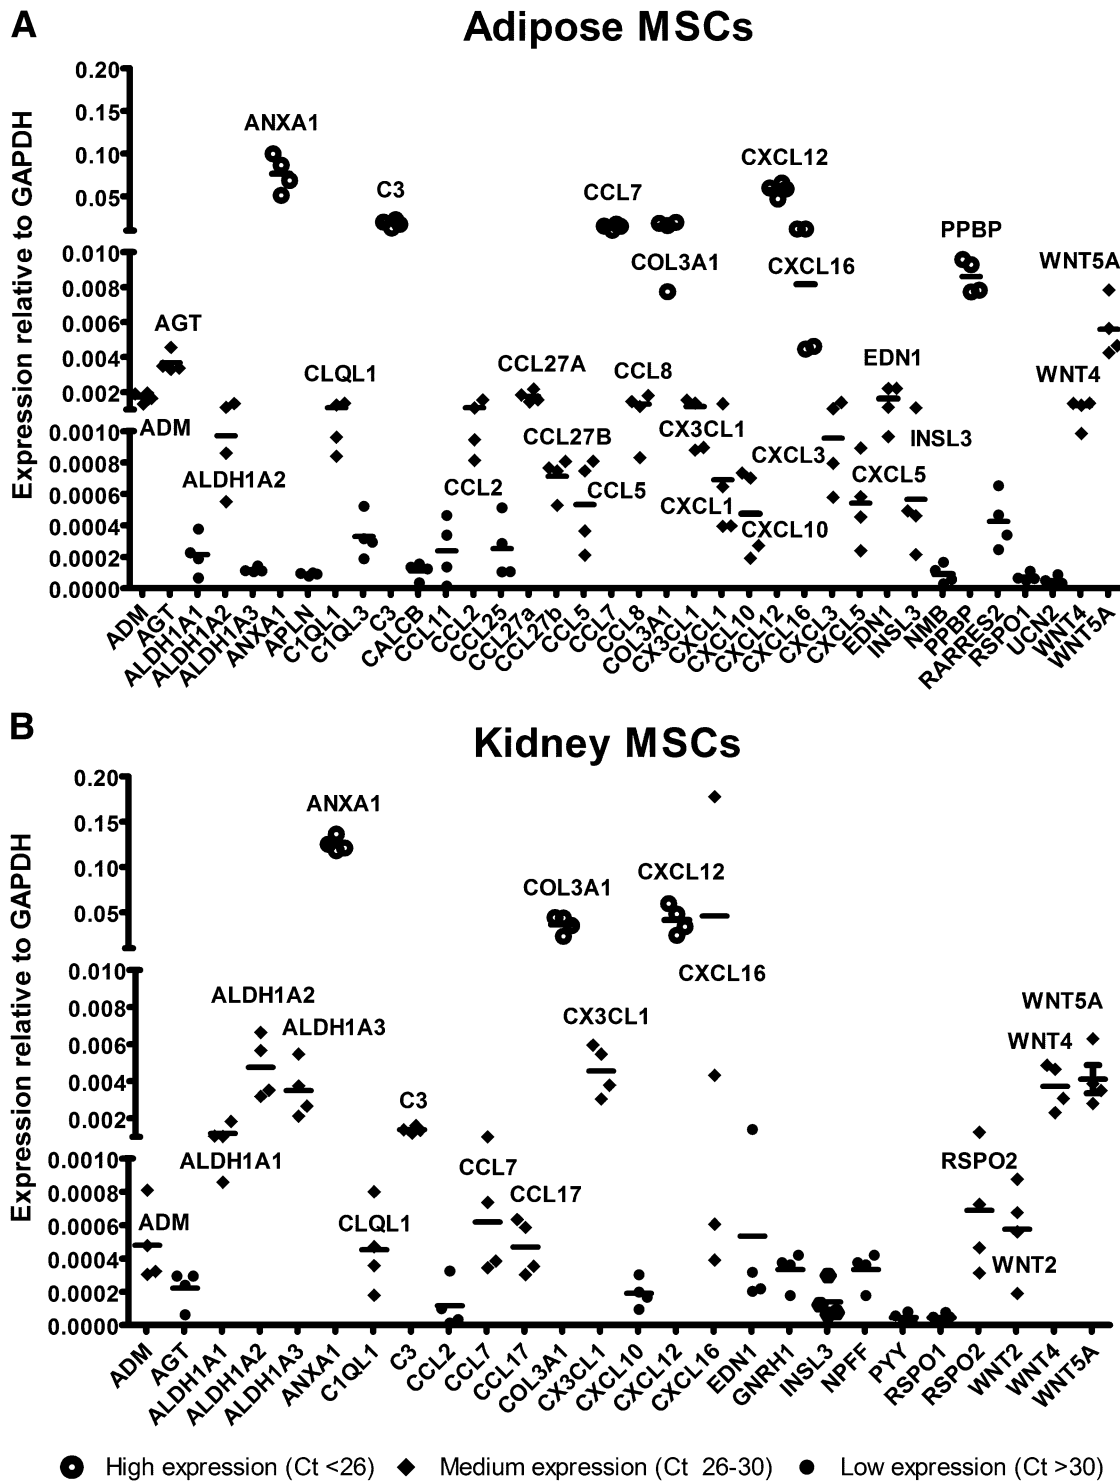 A
Adipose MSCs
Expression relative to GAPDH
0.20
0.15
0.10
0.05
0.010
0.008
0.006
0.004
0.002
0.0010
0.0008
0.0006
0.0004
0.0002
0.0000
ANXA1
C3
CCL7
CXCL12
COL3A1
CXCL16
PPBP
WNT5A
AGT
CLQL1
CCL27A
CCL8
EDN1
WNT4
ADM
CCL27B
CX3CL1
INSL3
ALDH1A2
CCL2
CCL5
CXCL3
CXCL5
CXCL1
CXCL10
ADM
AGT
ALDH1A1
ALDH1A2
ALDH1A3
ANXA1
APLN
C1QL1
C1QL3
C3
CALCB
CCL11
CCL2
CCL25
CCL27a
CCL27b
CCL5
CCL7
CCL8
COL3A1
CX3CL1
CXCL1
CXCL10
CXCL12
CXCL16
CXCL3
CXCL5
EDN1
INSL3
NMB
PPBP
RARRES2
RSPO1
UCN2
WNT4
WNT5A
B
Kidney MSCs
Expression relative to GAPDH
0.20
0.15
0.10
0.05
0.010
0.008
0.006
0.004
0.002
0.0010
0.0008
0.0006
0.0004
0.0002
0.0000
ANXA1
COL3A1
CXCL12
CXCL16
ALDH1A2
ALDH1A3
CX3CL1
WNT5A
WNT4
C3
ALDH1A1
CCL7
RSPO2
CCL17
ADM
CLQL1
WNT2
ADM
AGT
ALDH1A1
ALDH1A2
ALDH1A3
ANXA1
C1QL1
C3
CCL2
CCL7
CCL17
COL3A1
CX3CL1
CXCL10
CXCL12
CXCL16
EDN1
GNRH1
INSL3
NPFF
PYY
RSPO1
RSPO2
WNT2
WNT4
WNT5A
High expression (Ct <26)
Medium expression (Ct 26-30)
Low expression (Ct >30)